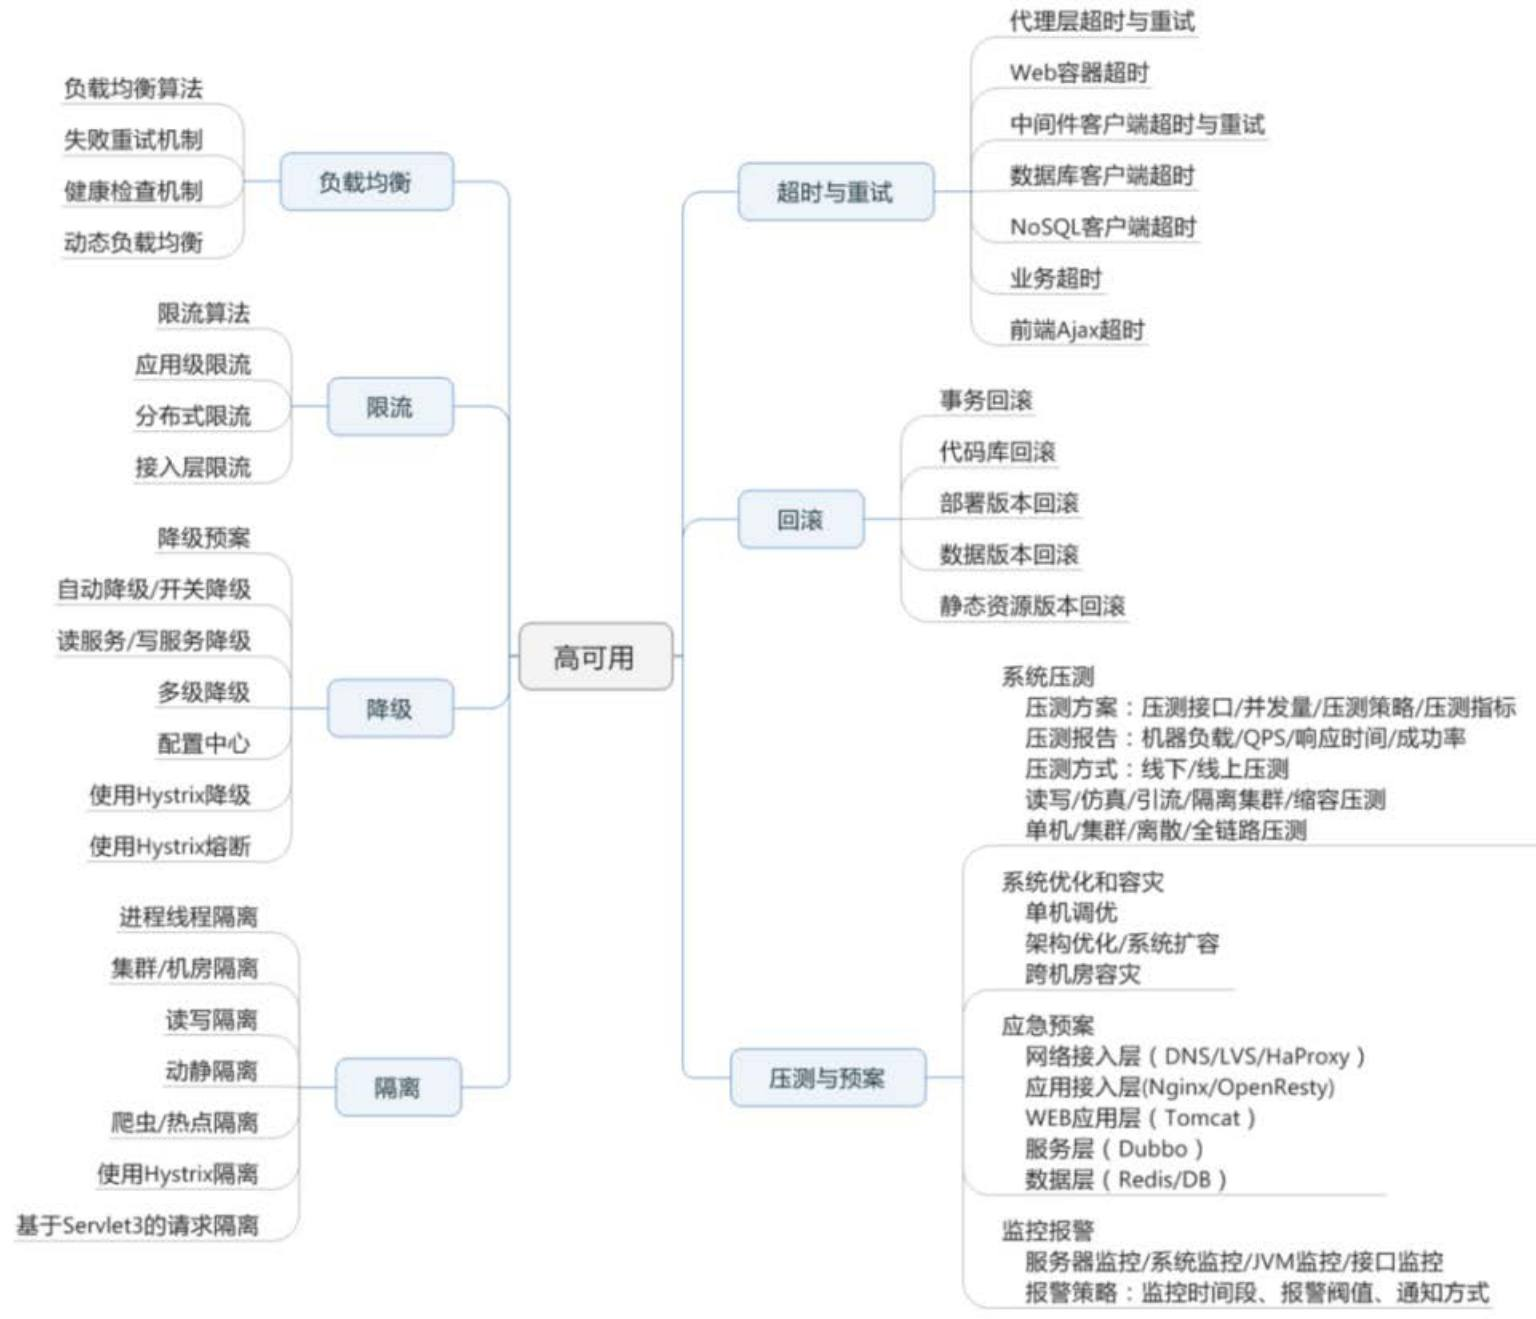 负载均衡算法
失败重试机制
健康检查机制
动态负载均衡
负载均衡
限流算法
应用级限流
分布式限流
接入层限流
限流
降级预案
自动降级/开关降级
读服务/写服务降级
多级降级
配置中心
使用Hystrix降级
使用Hystrix熔断
降级
进程线程隔离
集群/机房隔离
读写隔离
动静隔离
爬虫/热点隔离
使用Hystrix隔离
基于Servlet3的请求隔离
隔离
高可用
超时与重试
代理层超时与重试
Web容器超时
中间件客户端超时与重试
数据库客户端超时
NoSQL客户端超时
业务超时
前端Ajax超时
回滚
事务回滚
代码库回滚
部署版本回滚
数据版本回滚
静态资源版本回滚
压测与预案
系统压测
压测方案：压测接口/并发量/压测策略/压测指标
压测报告：机器负载/QPS/响应时间/成功率
压测方式：线下/线上压测
读写/仿真/引流/隔离集群/缩容压测
单机/集群/离散/全链路压测
系统优化和容灾
单机调优
架构优化/系统扩容
跨机房容灾
应急预案
网络接入层（DNS/LVS/HaProxy）
应用接入层(Nginx/OpenResty)
WEB应用层（Tomcat）
服务层（Dubbo）
数据层（Redis/DB）
监控报警
服务器监控/系统监控/JVM监控/接口监控
报警策略：监控时间段、报警阀值、通知方式